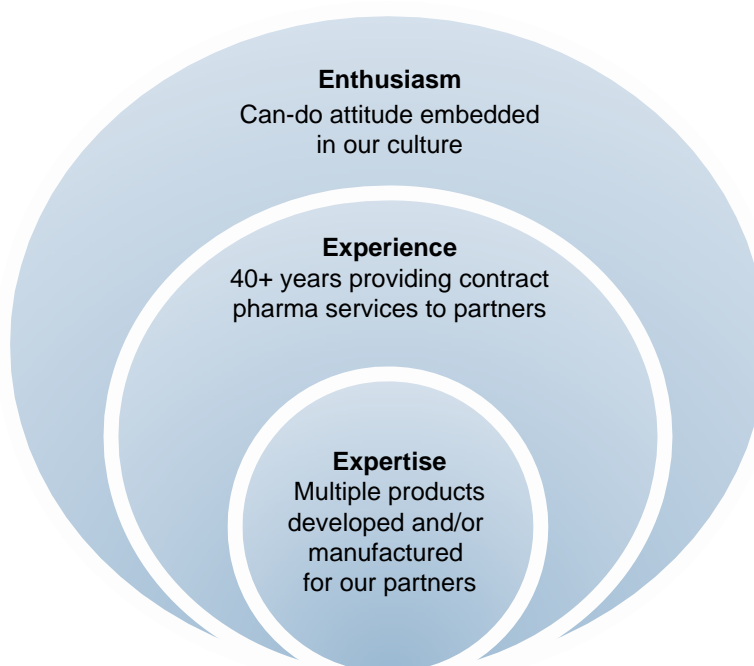 Enthusiasm
Can-do attitude embedded
in our culture
Experience
40+ years providing contract
pharma services to partners
Expertise
Multiple products
developed and/or
manufactured
for our partners